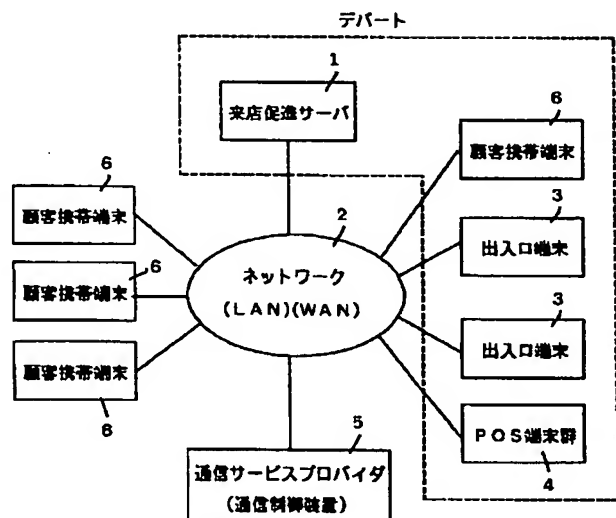 デパート
1
来店促進サーバ
6
顧客携帯端末
3
出入口端末
3
出入口端末
POS端末群
4
6
顧客携帯端末
6
顧客携帯端末
顧客携帯端末
6
2
ネットワーク
(LAN)(WAN)
5
通信サービスプロバイダ
(通信制御装置)